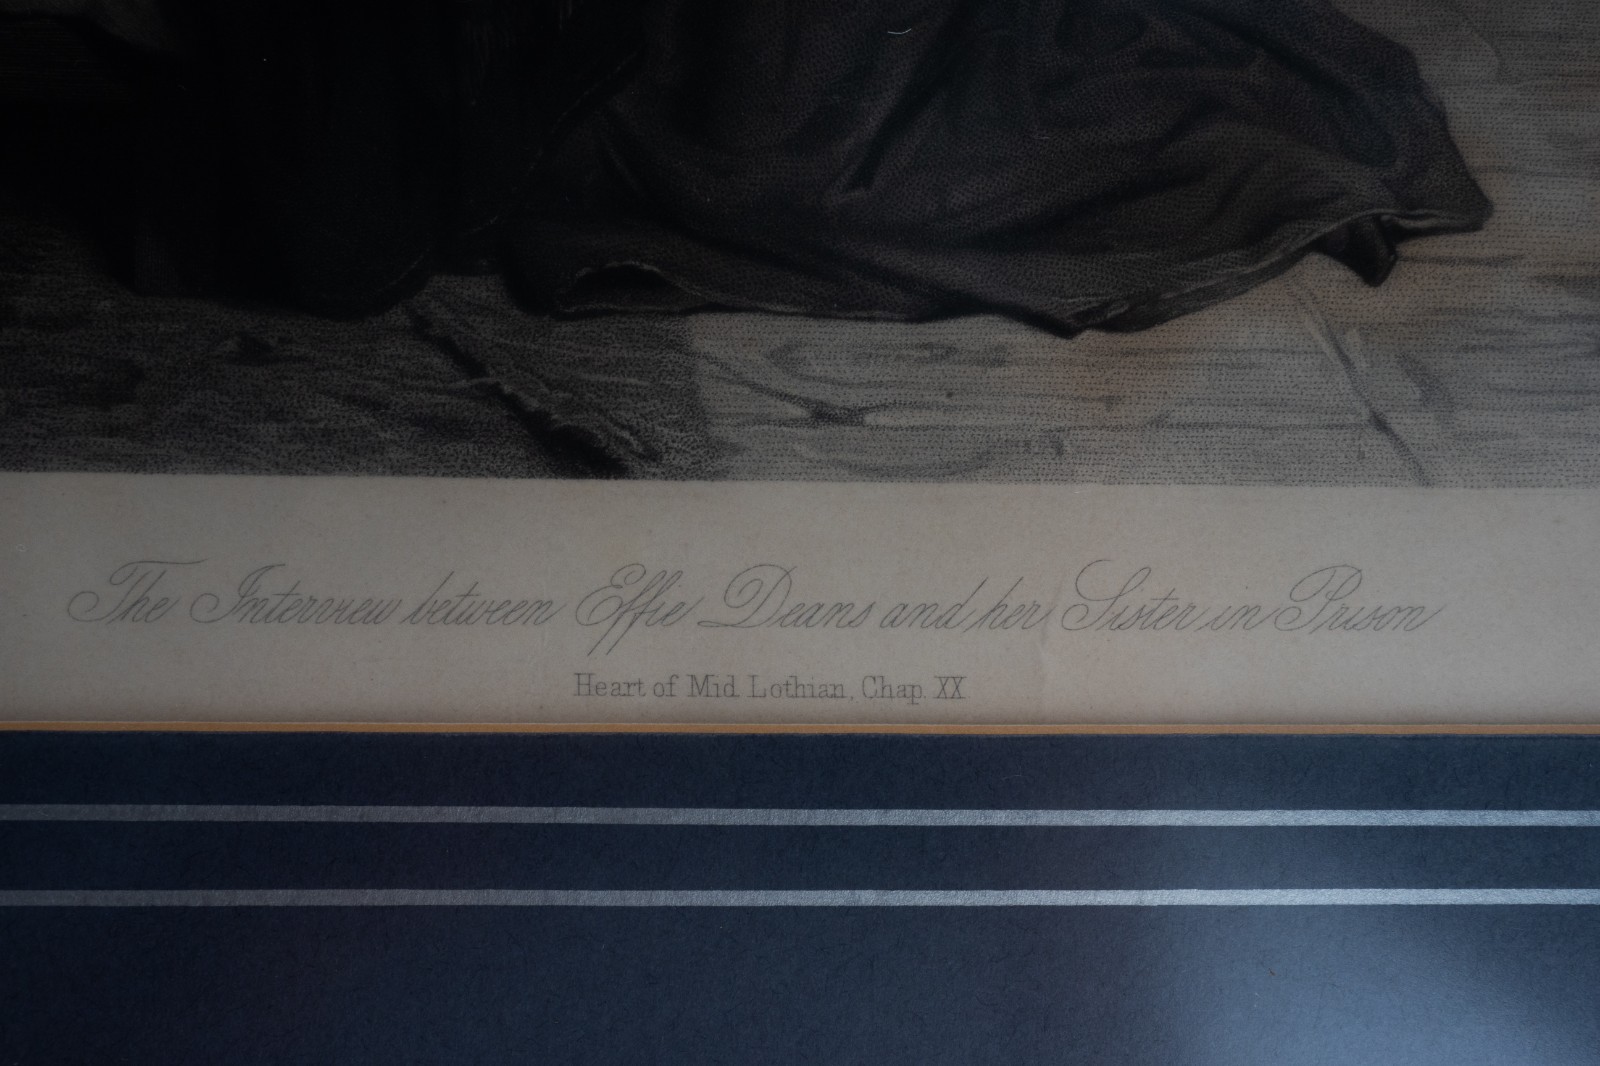 The Interview between Effie Deans and her Sister in Prison
Heart of Mid Lothian, Chap. XX